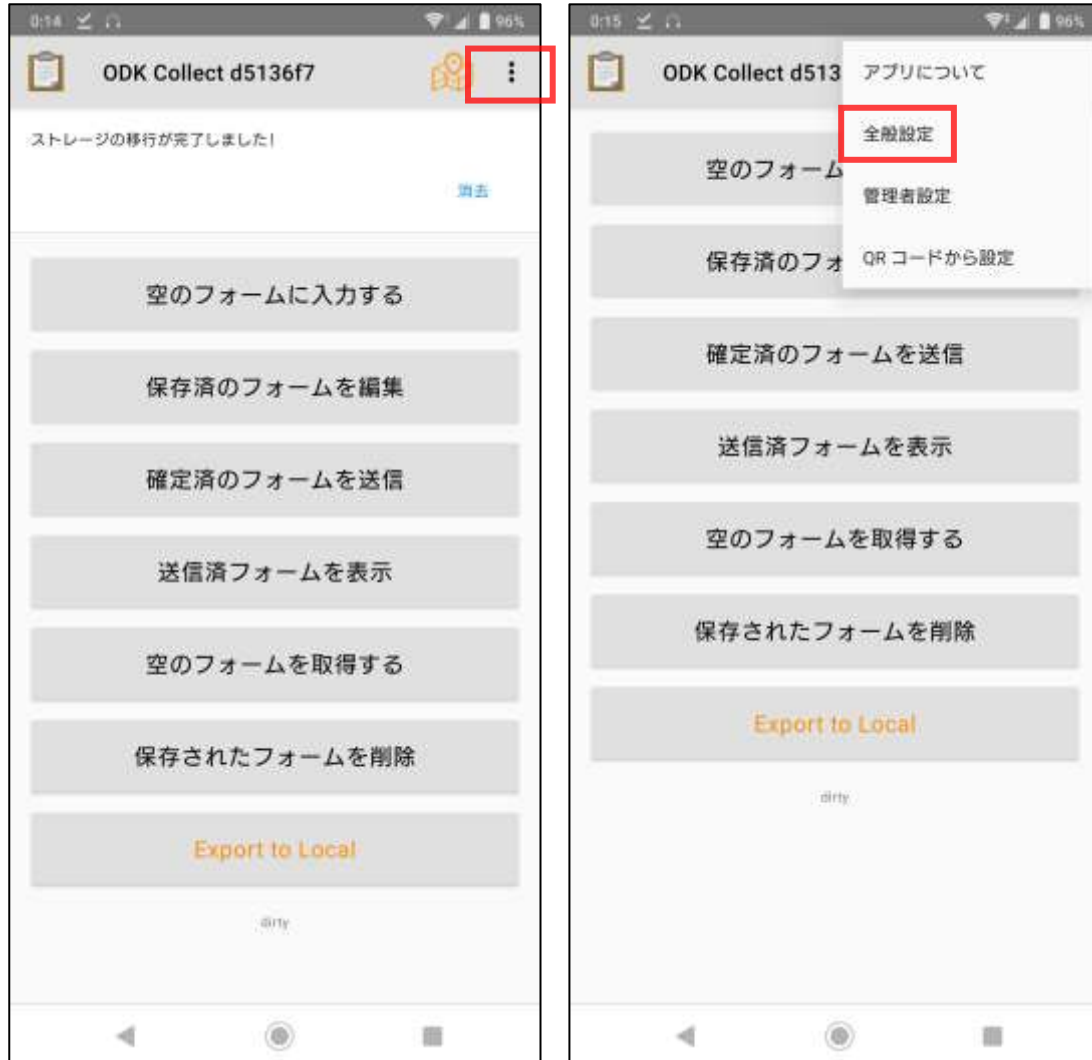 0:14
96%
ODK Collect d5136f7
ストレージの移行が完了しました!
消去
空のフォームに入力する
保存済のフォームを編集
確定済のフォームを送信
送信済フォームを表示
空のフォームを取得する
保存されたフォームを削除
Export to Local
dirty
0:15
96%
ODK Collect d513
アプリについて
全般設定
管理者設定
QR コードから設定
空のフォーム
保存済のフォ
確定済のフォームを送信
送信済フォームを表示
空のフォームを取得する
保存されたフォームを削除
Export to Local
dirty